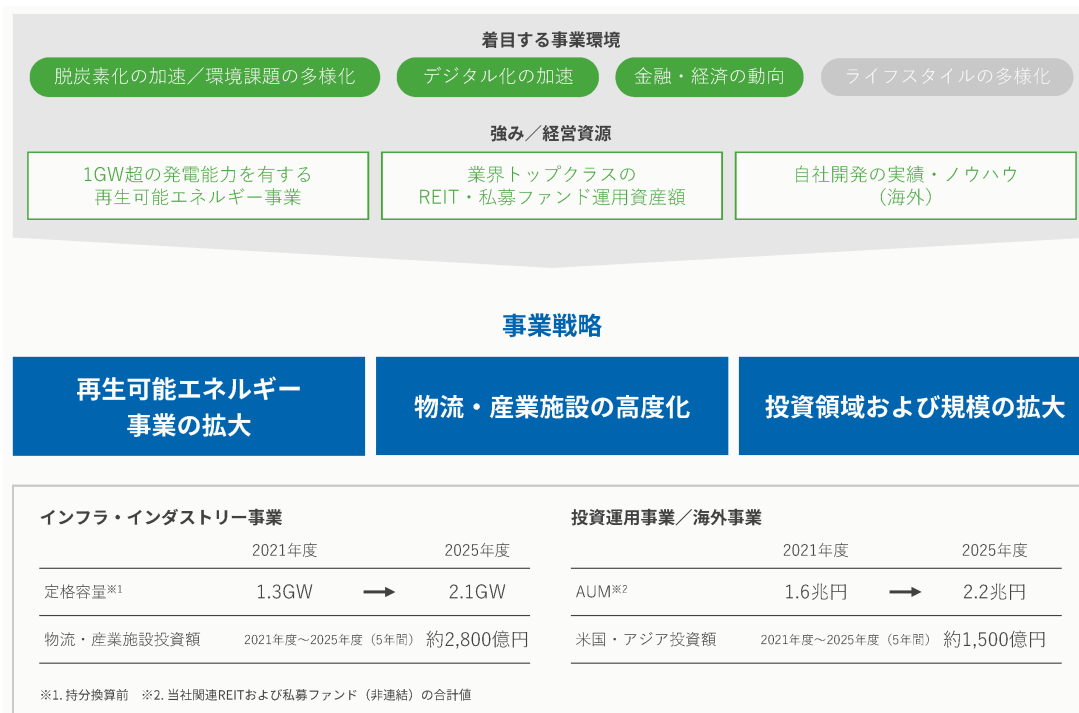 着目する事業環境
脱炭素化の加速／環境課題の多様化
デジタル化の加速
金融・経済の動向
ライフスタイルの多様化
強み／経営資源
1GW超の発電能力を有する
再生可能エネルギー事業
業界トップクラスの
REIT・私募ファンド運用資産額
自社開発の実績・ノウハウ
（海外）
事業戦略
再生可能エネルギー
事業の拡大
物流・産業施設の高度化
投資領域および規模の拡大
インフラ・インダストリー事業
2021年度 2025年度
定格容量※1 1.3GW → 2.1GW
物流・産業施設投資額 2021年度～2025年度（5年間） 約2,800億円
投資運用事業／海外事業
2021年度 2025年度
AUM※2 1.6兆円 → 2.2兆円
米国・アジア投資額 2021年度～2025年度（5年間） 約1,500億円
※1. 持分換算前 ※2. 当社関連REITおよび私募ファンド（非連結）の合計値